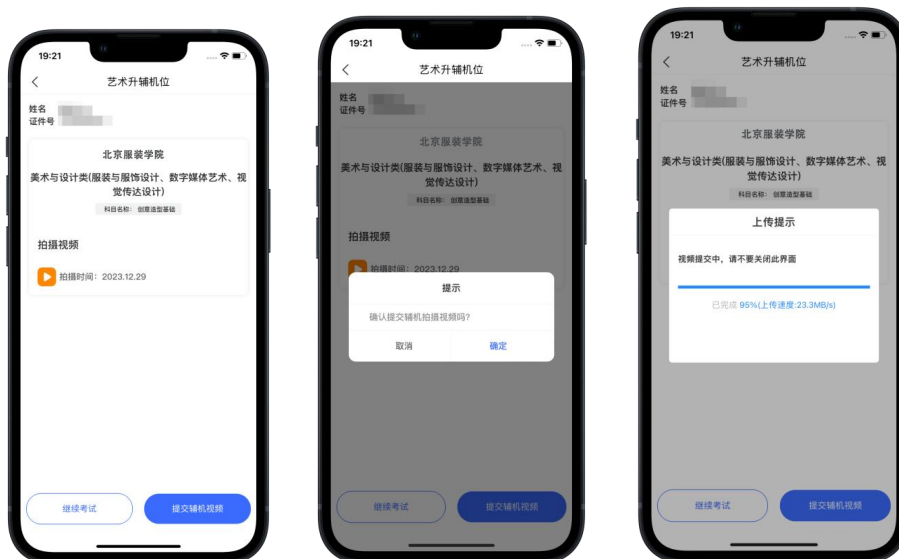 19:21
艺术升辅机位
姓名
证件号
北京服装学院
美术与设计类(服装与服饰设计、数字媒体艺术、视
觉传达设计)
科目名称: 创意造型基础
拍摄视频
拍摄时间: 2023.12.29
继续考试
提交辅机视频
19:21
艺术升辅机位
姓名
证件号
北京服装学院
美术与设计类(服装与服饰设计、数字媒体艺术、视
觉传达设计)
科目名称: 创意造型基础
拍摄视频
拍摄时间: 2023.12.29
提示
确认提交辅机拍摄视频吗?
取消
确定
继续考试
提交辅机视频
19:21
艺术升辅机位
姓名
证件号
北京服装学院
美术与设计类(服装与服饰设计、数字媒体艺术、视
觉传达设计)
科目名称: 创意造型基础
上传提示
视频提交中,请不要关闭此界面
已完成 95%(上传速度:23.3MB/s)
继续考试
提交辅机视频